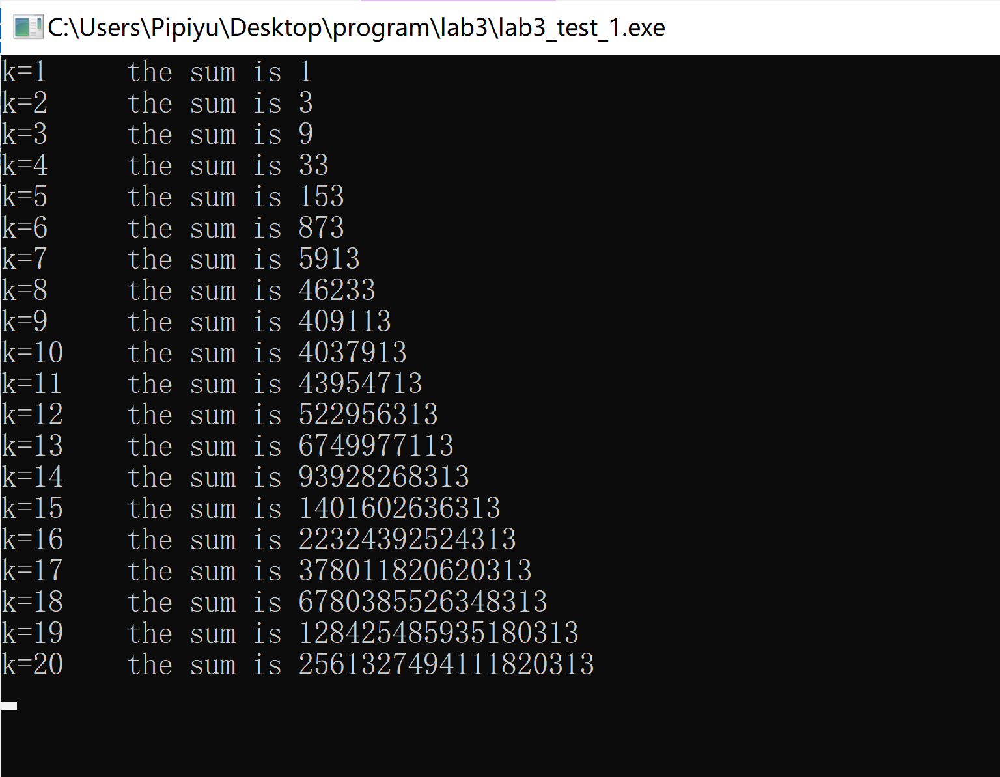 C:\Users\Pipiyu\Desktop\program\lab3\lab3_test_1.exe
k=1 the sum is 1
k=2 the sum is 3
k=3 the sum is 9
k=4 the sum is 33
k=5 the sum is 153
k=6 the sum is 873
k=7 the sum is 5913
k=8 the sum is 46233
k=9 the sum is 409113
k=10 the sum is 4037913
k=11 the sum is 43954713
k=12 the sum is 522956313
k=13 the sum is 6749977113
k=14 the sum is 93928268313
k=15 the sum is 1401602636313
k=16 the sum is 22324392524313
k=17 the sum is 378011820620313
k=18 the sum is 6780385526348313
k=19 the sum is 128425485935180313
k=20 the sum is 2561327494111820313